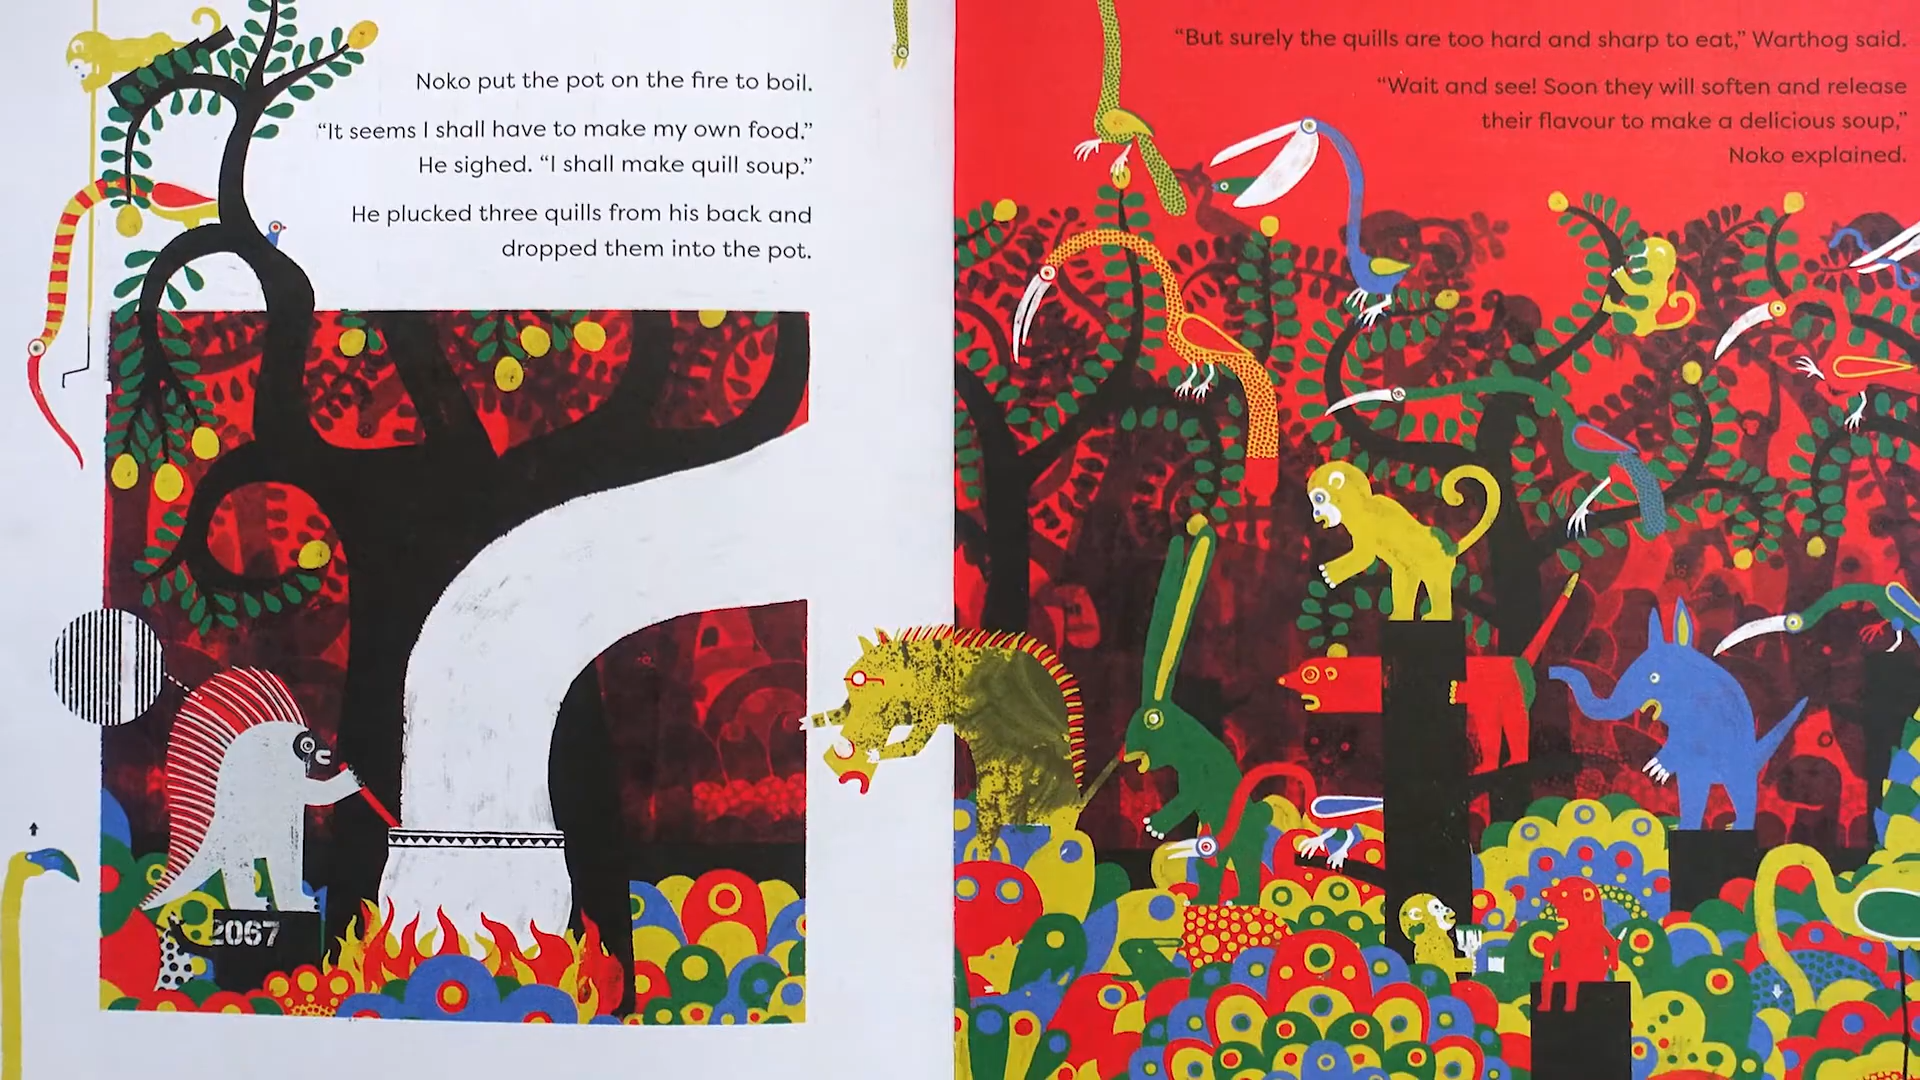 Noko put the pot on the fire to boil.
“It seems I shall have to make my own food.”
He sighed. “I shall make quill soup.”
He plucked three quills from his back and
dropped them into the pot.
2067
“But surely the quills are too hard and sharp to eat,” Warthog said.
“Wait and see! Soon they will soften and release
their flavour to make a delicious soup,”
Noko explained.